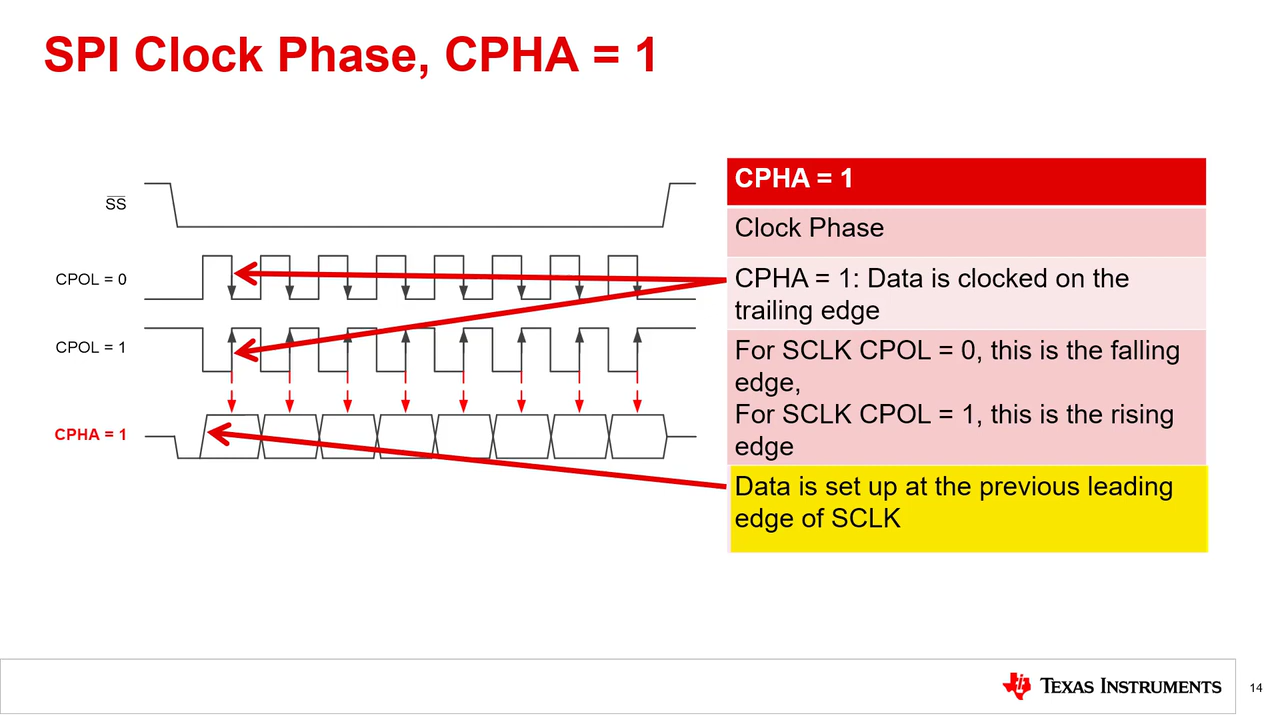 SPI Clock Phase, CPHA = 1
SS
CPOL = 0
CPOL = 1
CPHA = 1
CPHA = 1
Clock Phase
CPHA = 1: Data is clocked on the
trailing edge
For SCLK CPOL = 0, this is the falling
edge,
For SCLK CPOL = 1, this is the rising
edge
Data is set up at the previous leading
edge of SCLK
TEXAS INSTRUMENTS
14